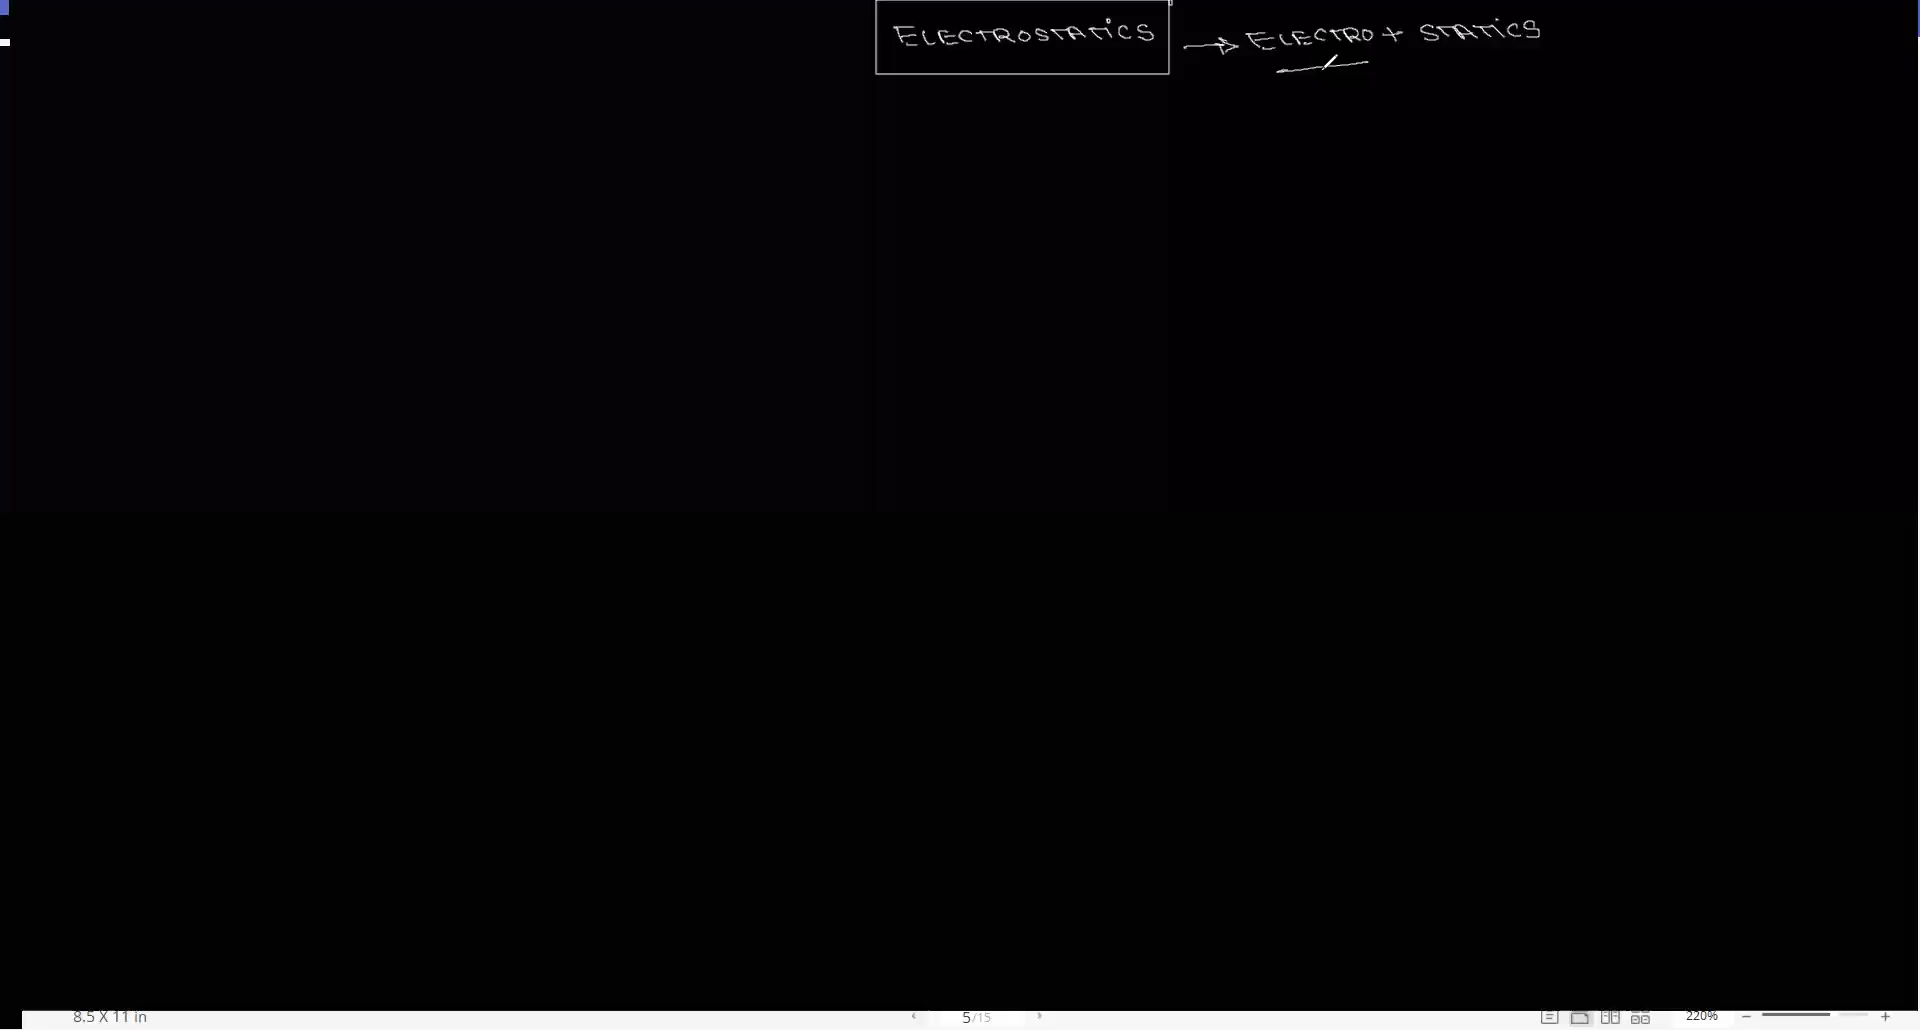 ELECTROSTATICS → ELECTRO + STATICS
8.5 X 11 in 5/15 220%